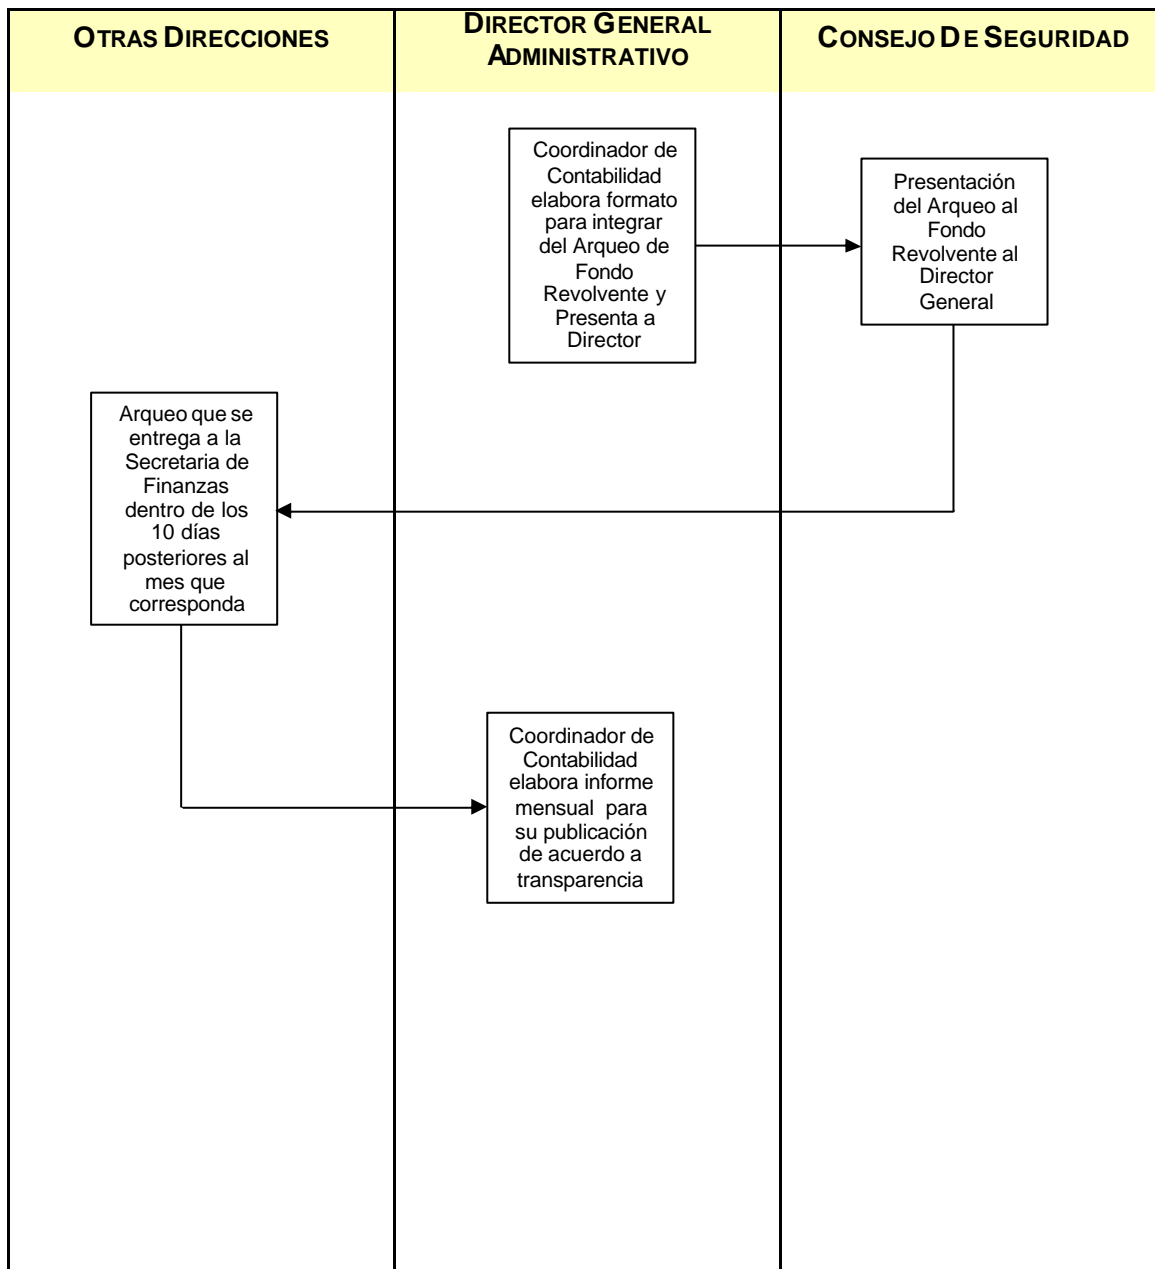 OTRAS DIRECCIONES
DIRECTOR GENERAL
ADMINISTRATIVO
CONSEJO DE SEGURIDAD
Coordinador de
Contabilidad
elabora formato
para integrar
del Arqueo de
Fondo
Revolvente y
Presenta a
Director
Presentación
del Arqueo al
Fondo
Revolvente al
Director
General
Arqueo que se
entrega a la
Secretaria de
Finanzas
dentro de los
10 días
posteriores al
mes que
corresponda
Coordinador de
Contabilidad
elabora informe
mensual para
su publicación
de acuerdo a
transparencia